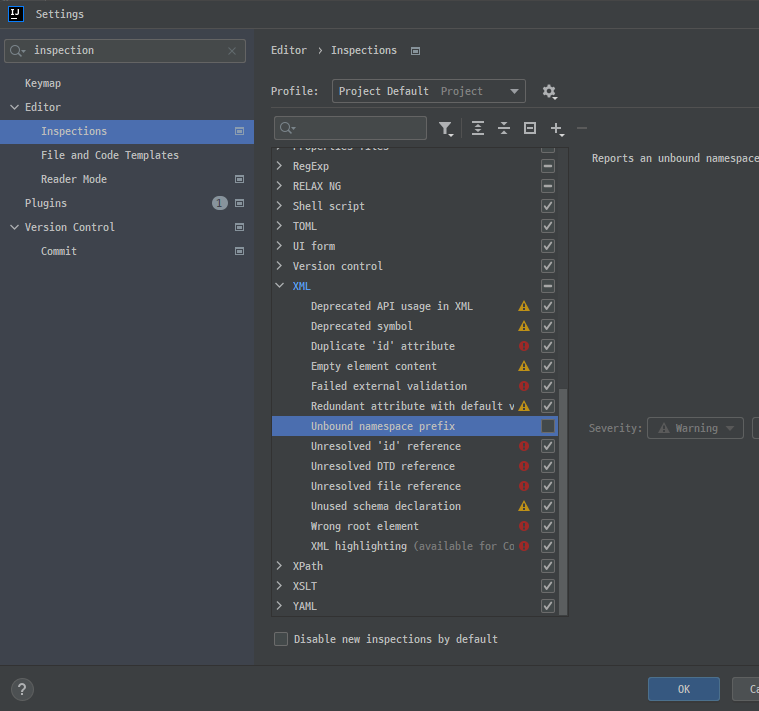 IJ Settings
inspection
Keymap
Editor
Inspections
File and Code Templates
Reader Mode
Plugins 1
Version Control
Commit
Editor › Inspections
Profile: Project Default Project
Properties files
RegExp
RELAX NG
Shell script
TOML
UI form
Version control
XML
Deprecated API usage in XML
Deprecated symbol
Duplicate 'id' attribute
Empty element content
Failed external validation
Redundant attribute with default v
Unbound namespace prefix
Unresolved 'id' reference
Unresolved DTD reference
Unresolved file reference
Unused schema declaration
Wrong root element
XML highlighting (available for Co
XPath
XSLT
YAML
Disable new inspections by default
Reports an unbound namespace
Severity: Warning
?
OK
Ca